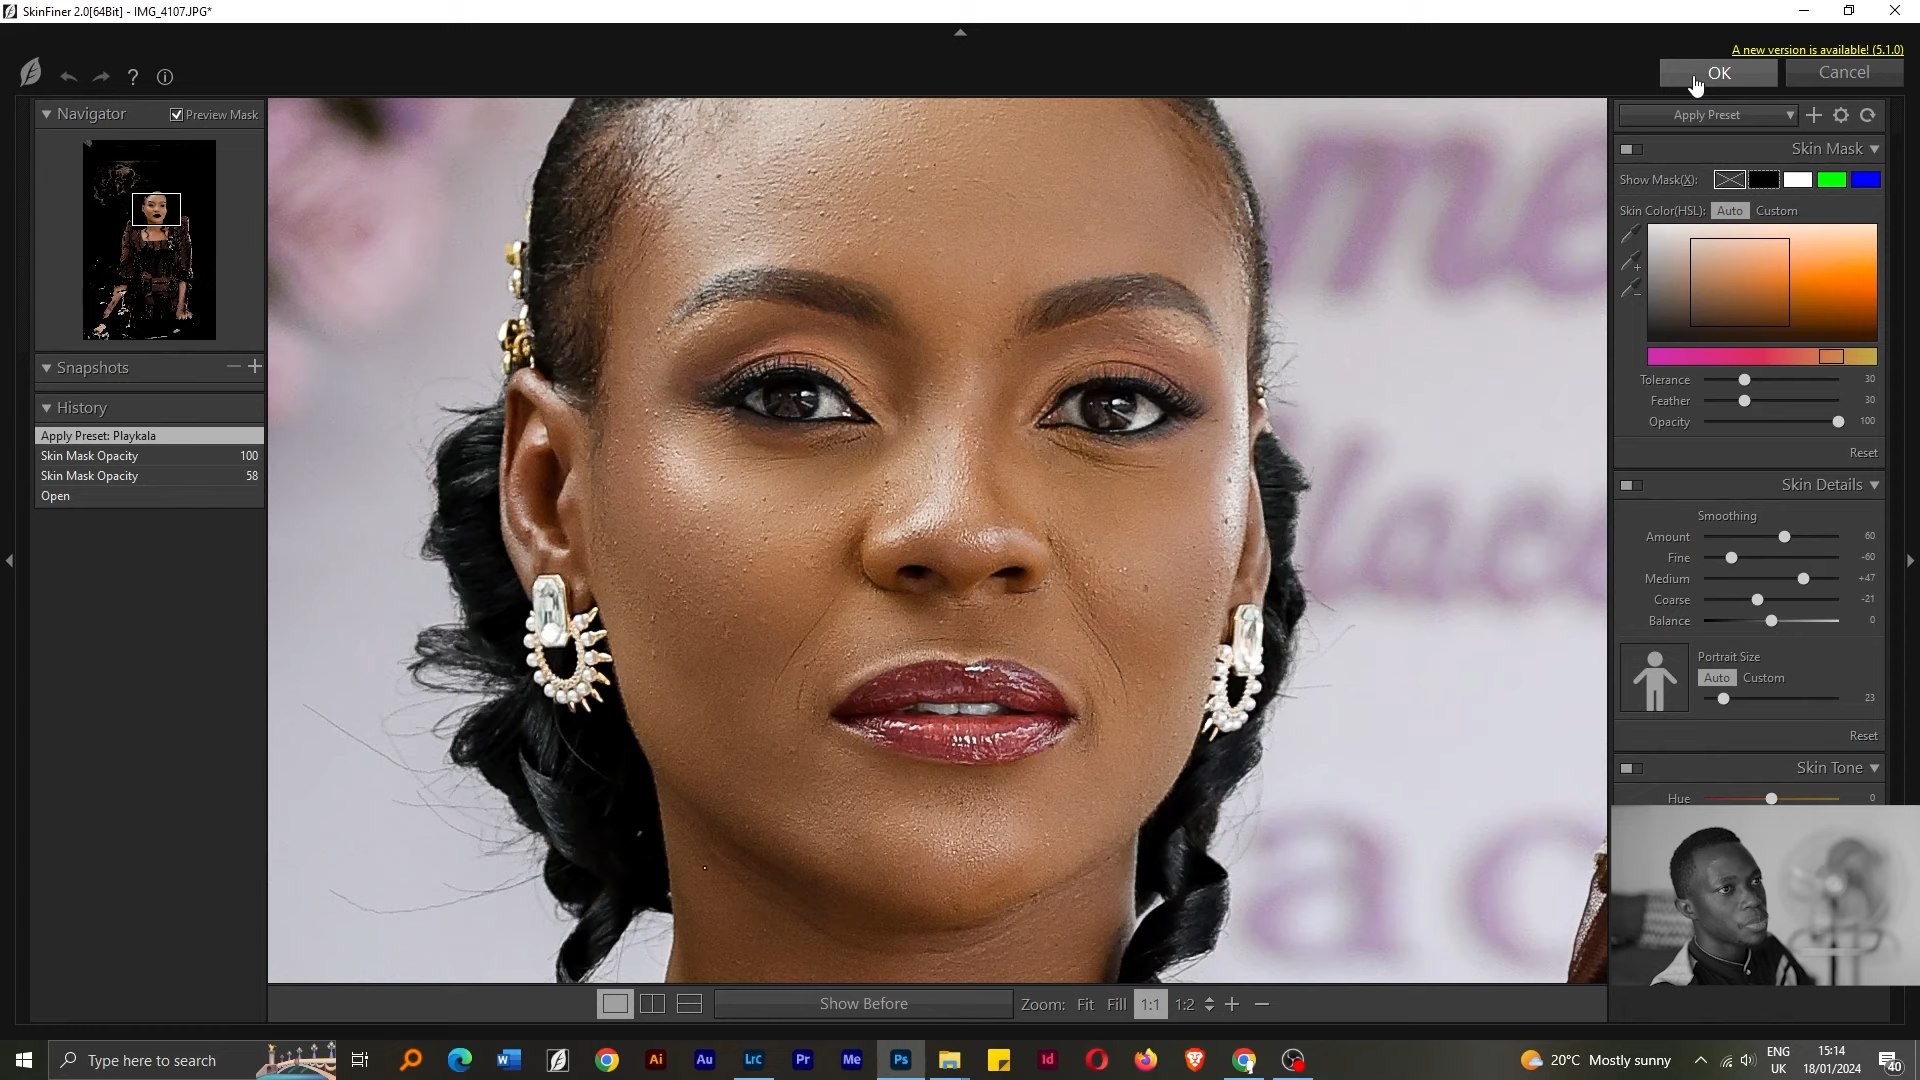 SkinFiner 2.0[64Bit] - IMG_4107.JPG*
A new version is available! (5.1.0)
OK
Cancel
Navigator
Preview Mask
Apply Preset
Skin Mask
Show Mask(X):
Skin Color(HSL): Auto Custom
Tolerance 30
Feather 30
Opacity 100
Reset
Snapshots
History
Apply Preset: Playkala
Skin Mask Opacity 100
Skin Mask Opacity 58
Open
Skin Details
Smoothing
Amount 60
Fine -60
Medium +47
Coarse -21
Balance 0
Portrait Size
Auto Custom
23
Reset
Skin Tone
Hue 0
me
lac
a c
Show Before
Zoom: Fit Fill 1:1 1:2
Type here to search
20°C Mostly sunny
ENG
UK
15:14
18/01/2024
40